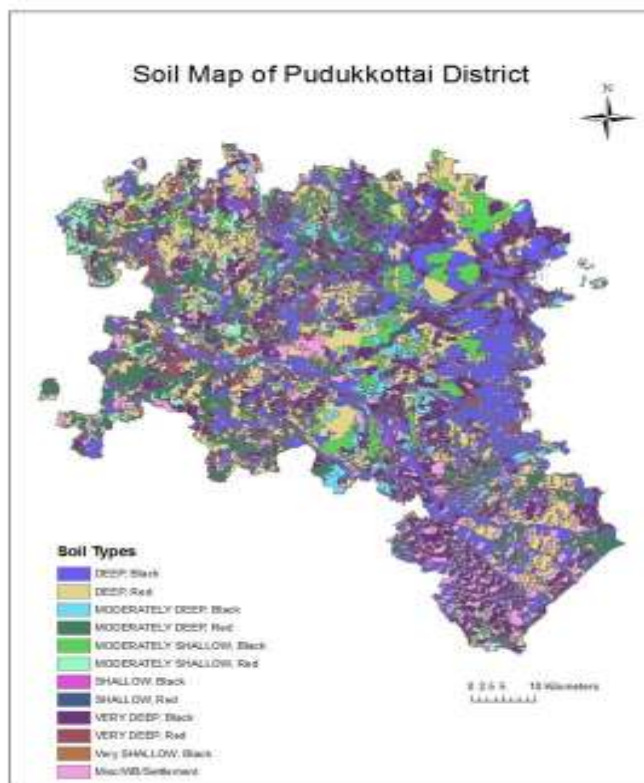 Soil Map of Pudukkottai District
N
Soil Types
DEEP, Black
DEEP, Red
MODERATELY DEEP, Black
MODERATELY DEEP, Red
MODERATELY SHALLOW, Black
MODERATELY SHALLOW, Red
SHALLOW, Black
SHALLOW, Red
VERY DEEP, Black
VERY DEEP, Red
Very SHALLOW, Black
Misc/WB/Settlement
0 2.5 5 10 Kilometers